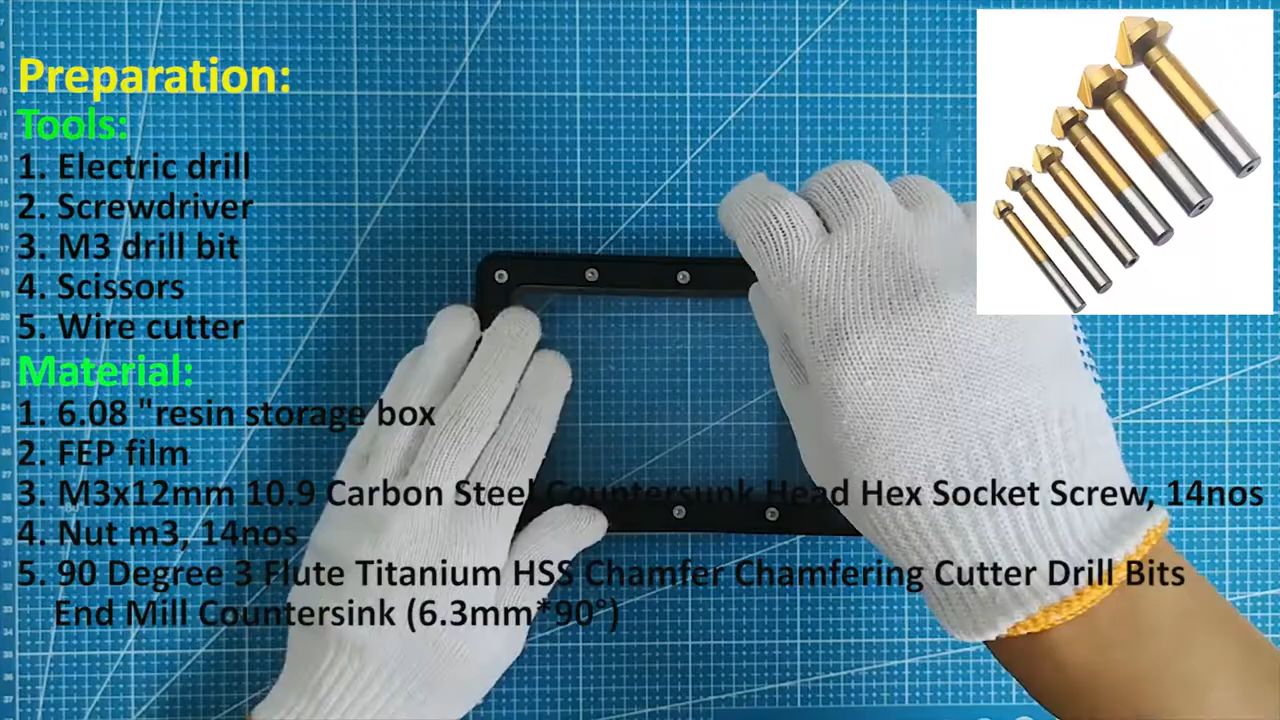 Preparation:
Tools:
1. Electric drill
2. Screwdriver
3. M3 drill bit
4. Scissors
5. Wire cutter
Material:
1. 6.08 "resin storage box
2. FEP film
3. M3x12mm 10.9 Carbon Steel Countersunk Head Hex Socket Screw, 14nos
4. Nut m3, 14nos
5. 90 Degree 3 Flute Titanium HSS Chamfer Chamfering Cutter Drill Bits
End Mill Countersink (6.3mm*90°)